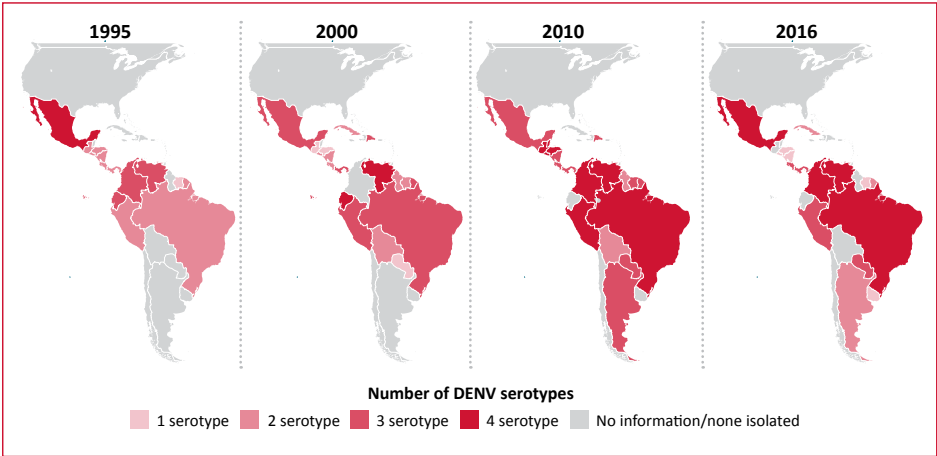 1995
2000
2010
2016
Number of DENV serotypes
1 serotype
2 serotype
3 serotype
4 serotype
No information/none isolated